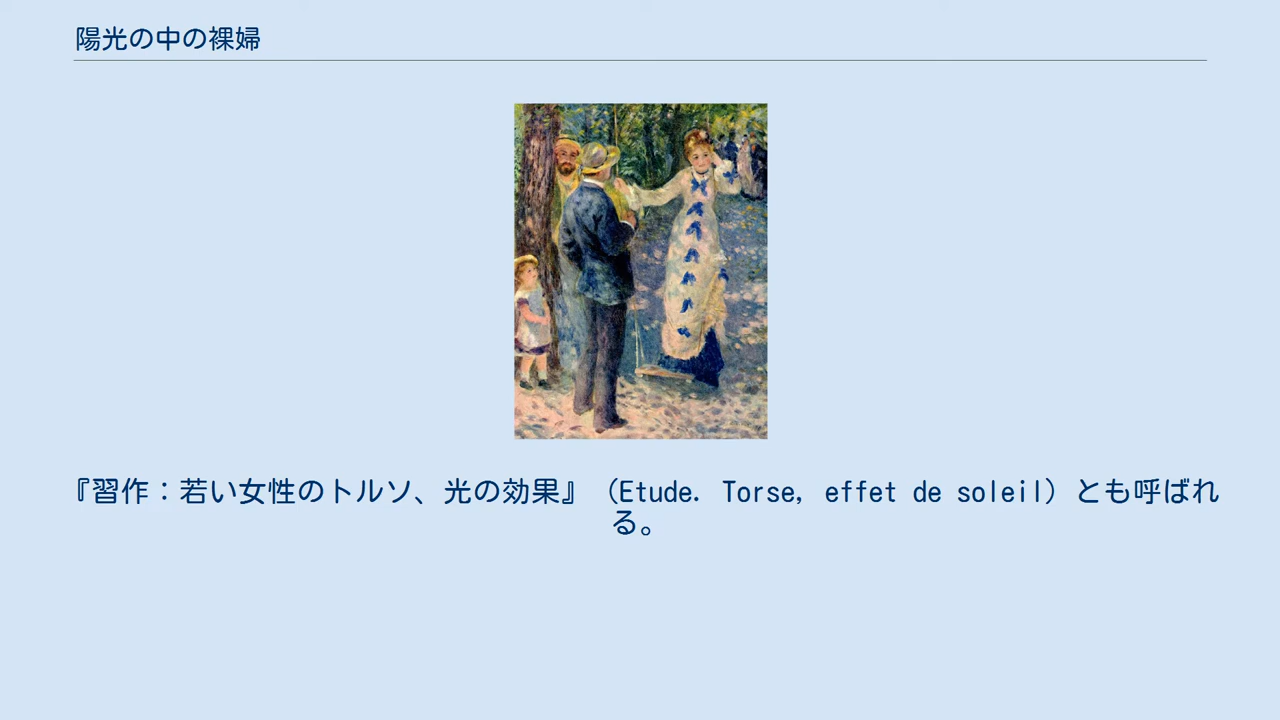 陽光の中の裸婦
『習作：若い女性のトルソ、光の効果』（Etude. Torse, effet de soleil）とも呼ばれ
る。